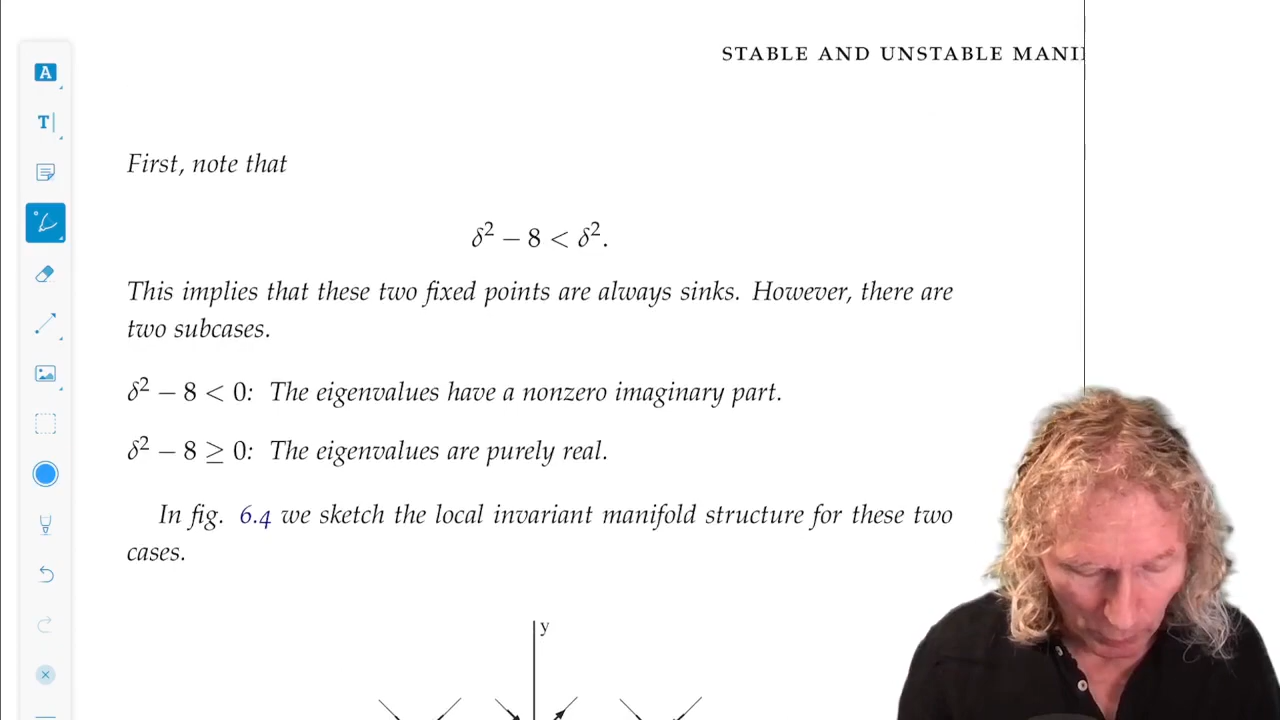 STABLE AND UNSTABLE MANI
First, note that
δ² − 8 < δ².
This implies that these two fixed points are always sinks. However, there are
two subcases.
δ² − 8 < 0: The eigenvalues have a nonzero imaginary part.
δ² − 8 ≥ 0: The eigenvalues are purely real.
In fig. 6.4 we sketch the local invariant manifold structure for these two
cases.
y
A
T